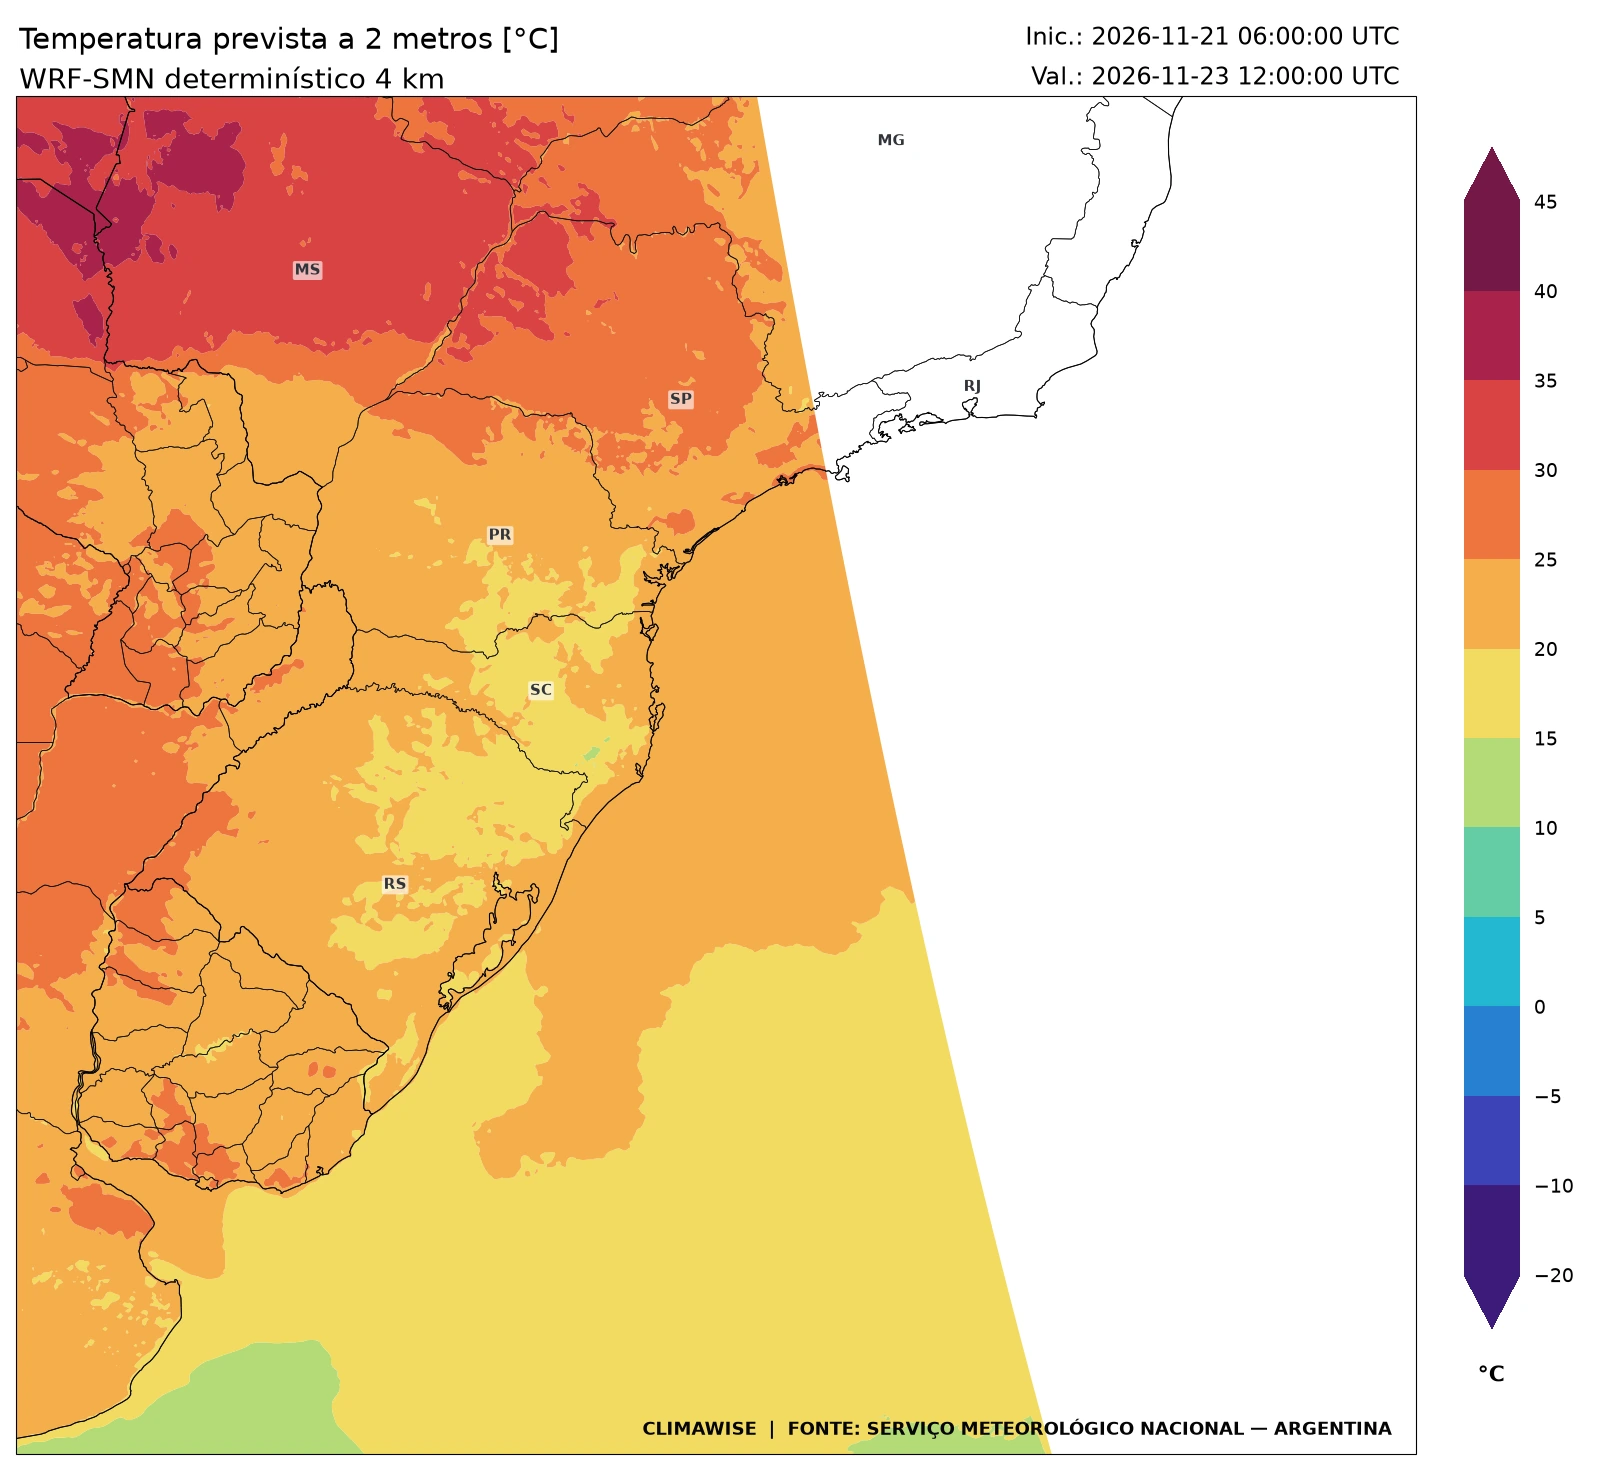 Temperatura prevista a 2 metros [°C]
WRF-SMN determinístico 4 km
Inic.: 2026-11-21 06:00:00 UTC
Val.: 2026-11-23 12:00:00 UTC
MG
MS
RJ
SP
PR
SC
RS
45
40
35
30
25
20
15
10
5
0
−5
−10
−20
°C
CLIMAWISE | FONTE: SERVIÇO METEOROLÓGICO NACIONAL — ARGENTINA